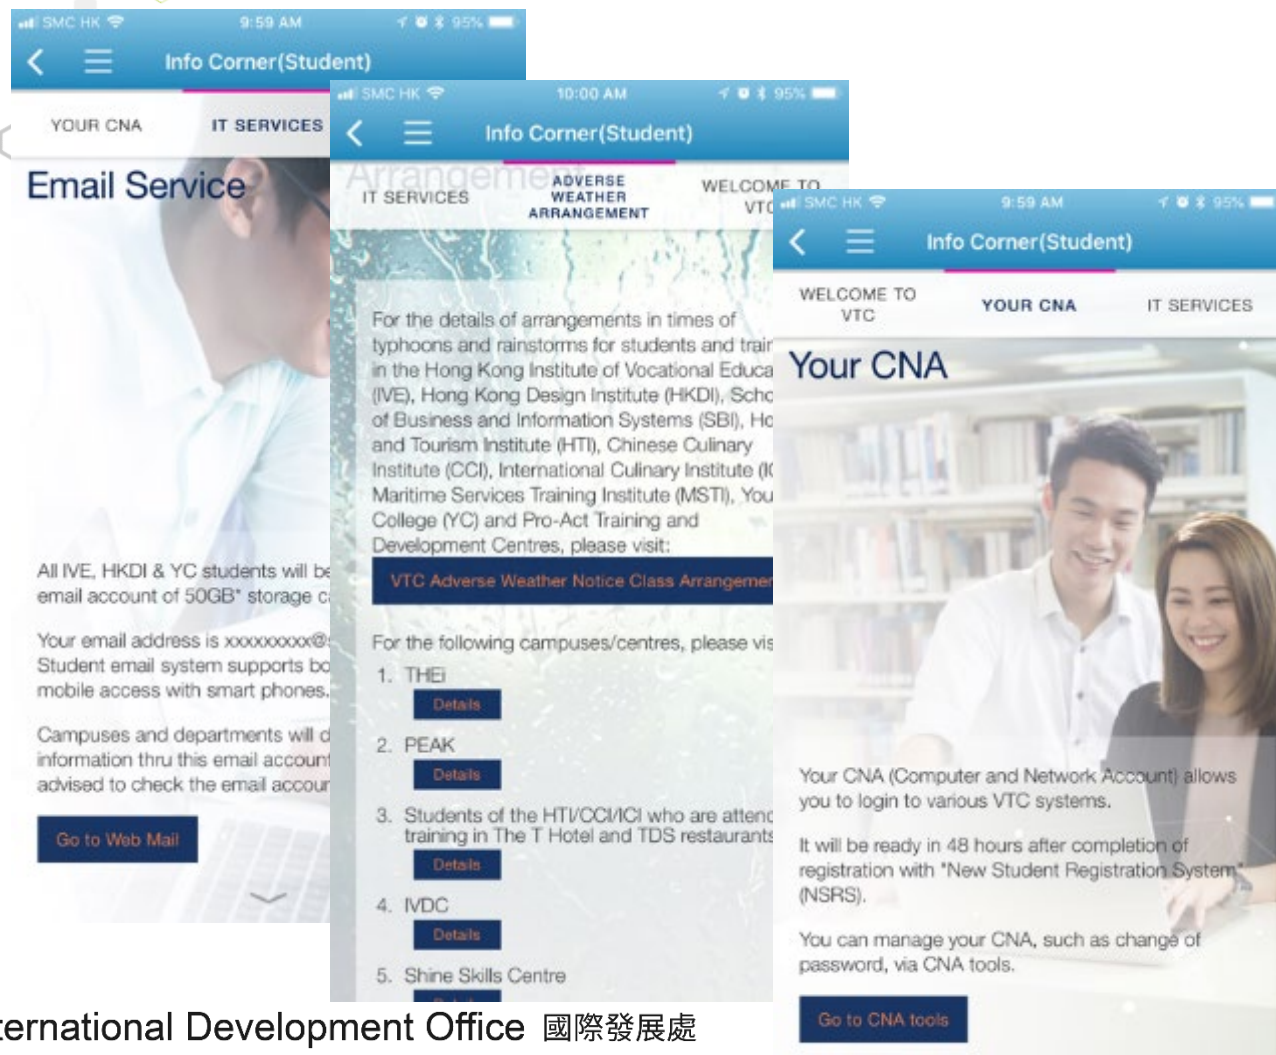 SMC HK 9:59 AM 95%
Info Corner(Student)
YOUR CNA IT SERVICES
Email Service
All IVE, HKDI & YC students will be
email account of 50GB* storage
Your email address is xxxxxxxxx@
Student email system supports
mobile access with smart phones.
Campuses and departments will
information thru this email account
advised to check the email
Go to Web Mail
SMC HK 10:00 AM 95%
Info Corner(Student)
Arrangement
IT SERVICES
ADVERSE
WEATHER
ARRANGEMENT
WELCOME TO
VTC
For the details of arrangements in times of
typhoons and rainstorms for students and
in the Hong Kong Institute of Vocational
(IVE), Hong Kong Design Institute (HKDI),
of Business and Information Systems (SBI),
and Tourism Institute (HTI), Chinese Culinary
Institute (CCI), International Culinary Institute
Maritime Services Training Institute (MSTI),
College (YC) and Pro-Act Training and
Development Centres, please visit:
VTC Adverse Weather Notice Class
For the following campuses/centres, please
1. THEi
Details
2. PEAK
Details
3. Students of the HTI/CCI/ICI who are
training in The T Hotel and TDS restaurants
Details
4. IVDC
Details
5. Shine Skills Centre
SMC HK 9:59 AM 95%
Info Corner(Student)
WELCOME TO
VTC
YOUR CNA IT SERVICES
Your CNA
Your CNA (Computer and Network Account) allows
you to login to various VTC systems.
It will be ready in 48 hours after completion of
registration with "New Student Registration System"
(NSRS).
You can manage your CNA, such as change of
password, via CNA tools.
Go to CNA tools
ternational Development Office 國際發展處